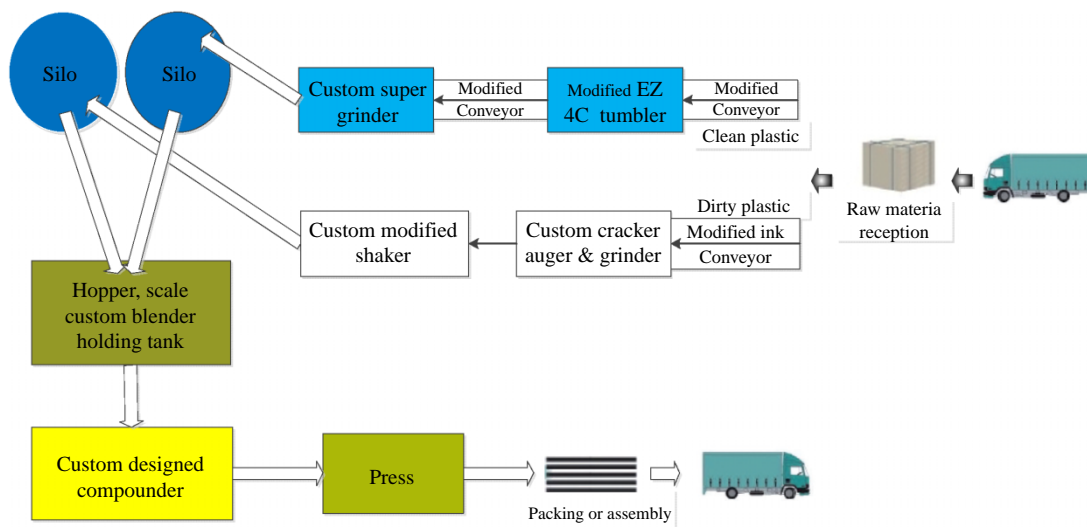 Silo
Silo
Custom super
grinder
Modified
Conveyor
Modified EZ
4C tumbler
Modified
Conveyor
Clean plastic
Raw materia
reception
Dirty plastic
Modified ink
Conveyor
Custom cracker
auger & grinder
Custom modified
shaker
Hopper, scale
custom blender
holding tank
Custom designed
compounder
Press
Packing or assembly